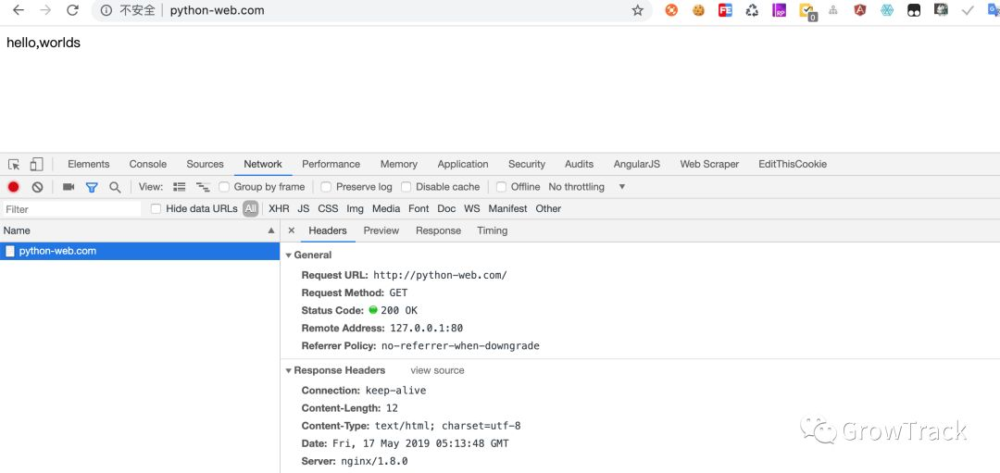 不安全 python-web.com
hello,worlds
Elements Console Sources Network Performance Memory Application Security Audits AngularJS Web Scraper EditThisCookie
View: Group by frame Preserve log Disable cache Offline No throttling
Filter Hide data URLs All XHR JS CSS Img Media Font Doc WS Manifest Other
Name Headers Preview Response Timing
python-web.com
General
Request URL: http://python-web.com/
Request Method: GET
Status Code: 200 OK
Remote Address: 127.0.0.1:80
Referrer Policy: no-referrer-when-downgrade
Response Headers view source
Connection: keep-alive
Content-Length: 12
Content-Type: text/html; charset=utf-8
Date: Fri, 17 May 2019 05:13:48 GMT
Server: nginx/1.8.0
GrowTrack